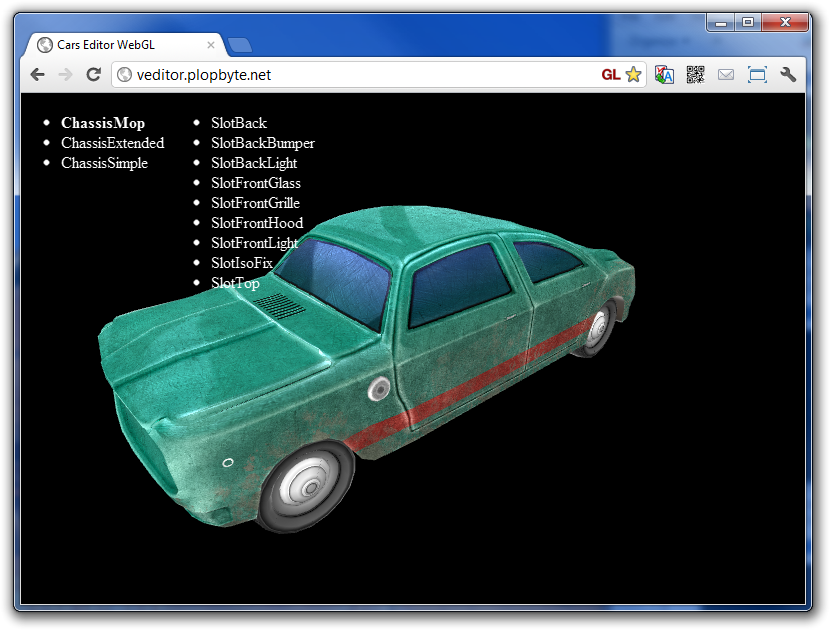 Cars Editor WebGL
veditor.plopbyte.net
GL
ChassisMop
ChassisExtended
ChassisSimple
SlotBack
SlotBackBumper
SlotBackLight
SlotFrontGlass
SlotFrontGrille
SlotFrontHood
SlotFrontLight
SlotIsoFix
SlotTop